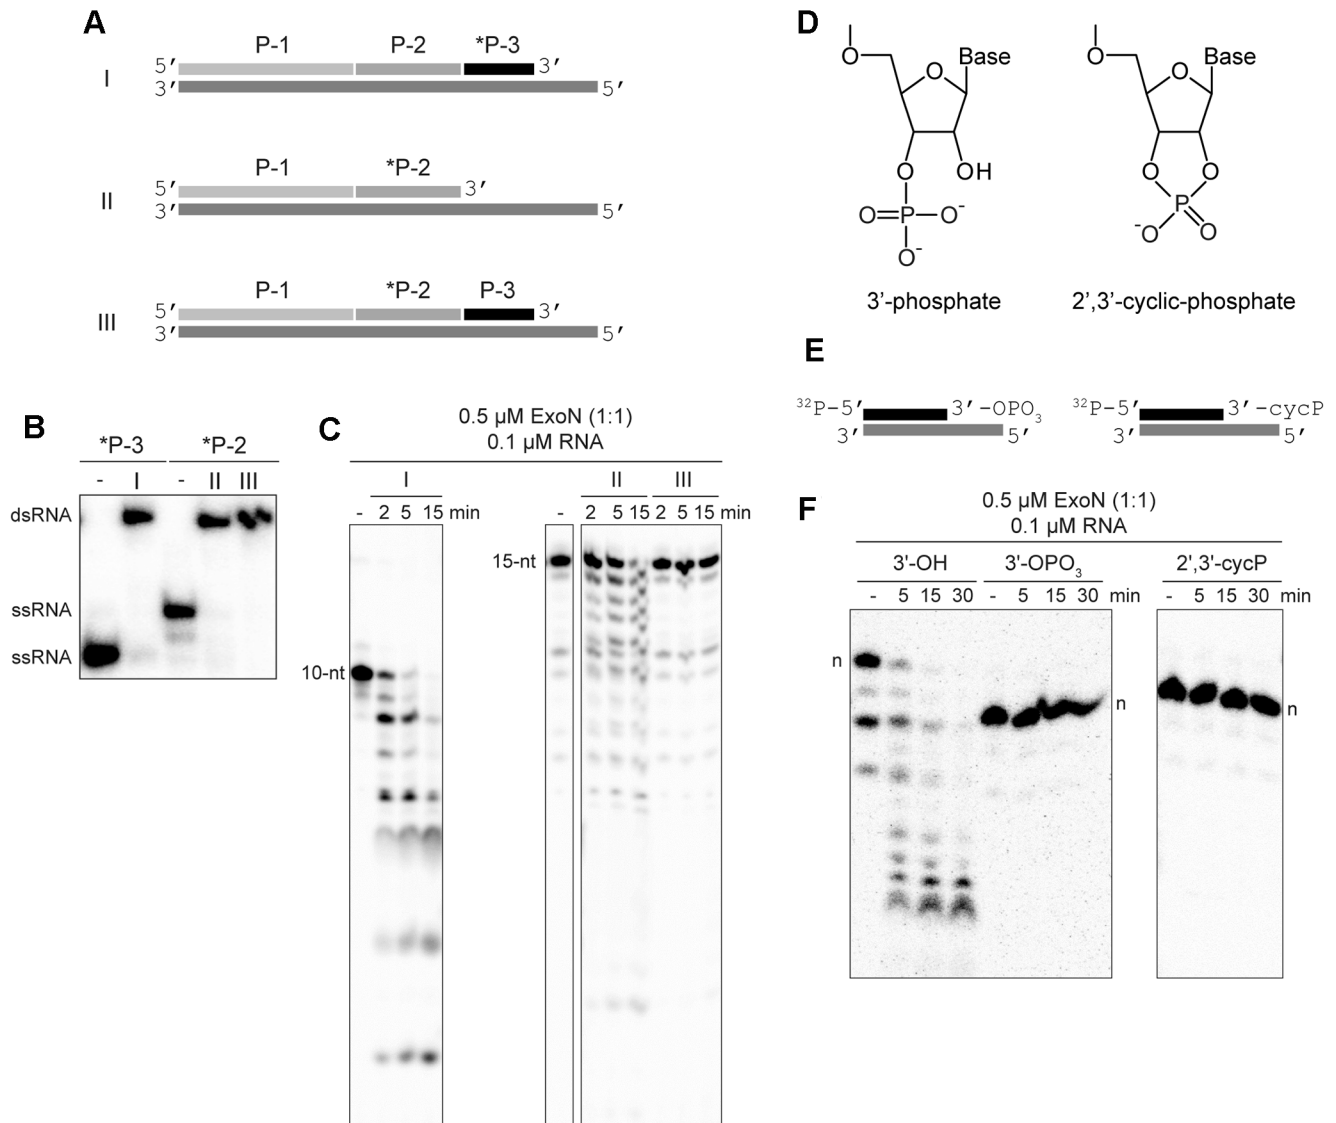 A
P-1 P-2 *P-3
5′ 3′
I
3′ 5′
P-1 *P-2
5′ 3′
II
3′ 5′
P-1 *P-2 P-3
5′ 3′
III
3′ 5′
B
*P-3 *P-2
- I - II III
dsRNA
ssRNA
ssRNA
C
0.5 µM ExoN (1:1)
0.1 µM RNA
I II III
- 2 5 15 min - 2 5 15 2 5 15 min
15-nt
10-nt
D
O Base O Base
O O
O OH O O
O=P–O⁻ P
O⁻ ⁻O O
3'-phosphate 2',3'-cyclic-phosphate
E
³²P-5′ 3′-OPO₃ ³²P-5′ 3′-cycP
3′ 5′ 3′ 5′
F
0.5 µM ExoN (1:1)
0.1 µM RNA
3'-OH 3'-OPO₃ 2',3'-cycP
- 5 15 30 - 5 15 30 min - 5 15 30 min
n n n